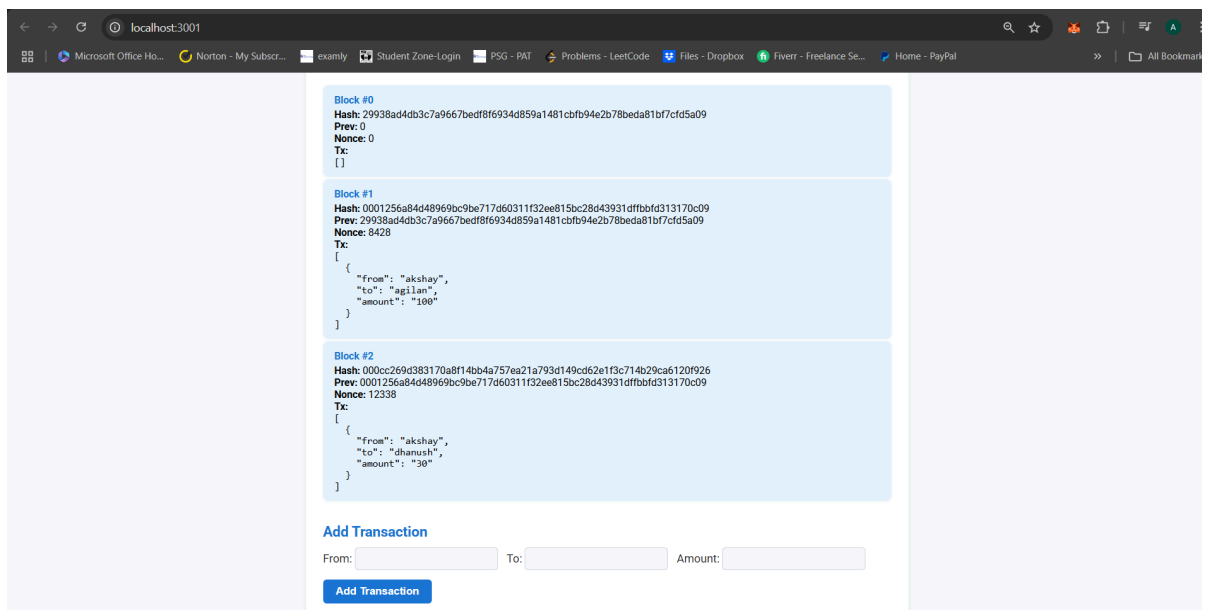 localhost:3001
A
Microsoft Office Ho...
Norton - My Subscr...
examly
Student Zone-Login
PSG - PAT
Problems - LeetCode
Files - Dropbox
Fiverr - Freelance Se...
Home - PayPal
»
All Bookmark
Block #0
Hash: 29938ad4db3c7a9667bedf8f6934d859a1481cbfb94e2b78beda81bf7cfd5a09
Prev: 0
Nonce: 0
Tx:
[]
Block #1
Hash: 0001256a84d48969bc9be717d60311f32ee815bc28d43931dffbbfd313170c09
Prev: 29938ad4db3c7a9667bedf8f6934d859a1481cbfb94e2b78beda81bf7cfd5a09
Nonce: 8428
Tx:
[
{
"from": "akshay",
"to": "agilan",
"amount": "100"
}
]
Block #2
Hash: 000cc269d383170a8f14bb4a757ea21a793d149cd62e1f3c714b29ca6120f926
Prev: 0001256a84d48969bc9be717d60311f32ee815bc28d43931dffbbfd313170c09
Nonce: 12338
Tx:
[
{
"from": "akshay",
"to": "dhanush",
"amount": "30"
}
]
Add Transaction
From: To: Amount:
Add Transaction